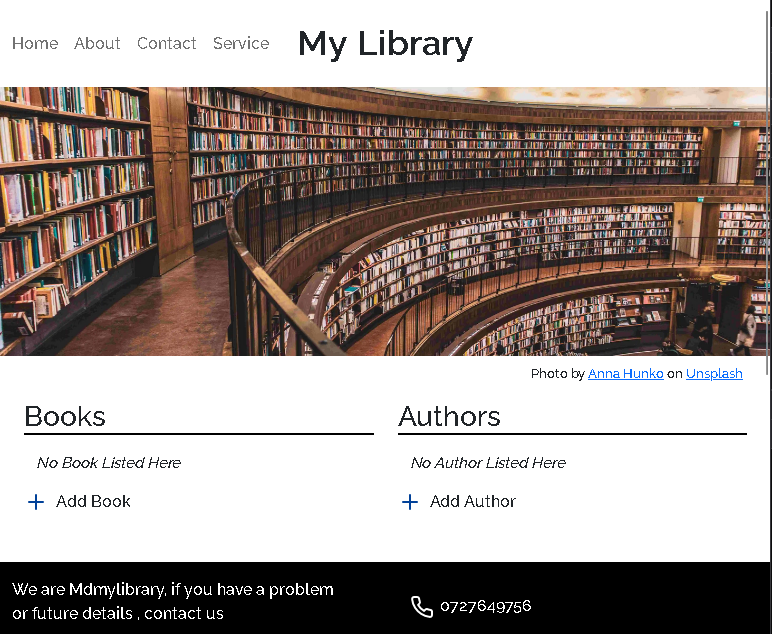 Home About Contact Service My Library
Photo by Anna Hunko on Unsplash
Books
No Book Listed Here
Add Book
Authors
No Author Listed Here
Add Author
We are Mdmylibrary, if you have a problem
or future details , contact us
0727649756